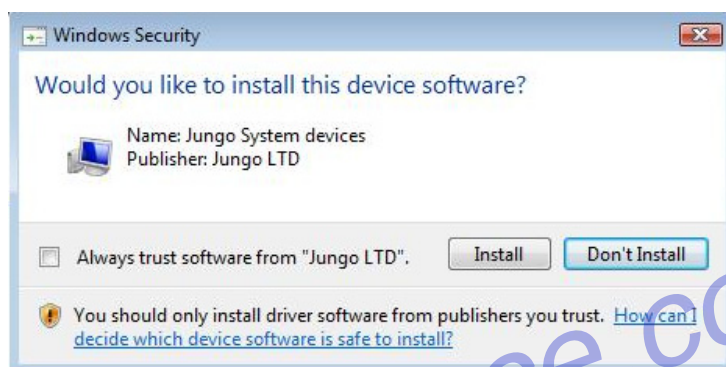 Windows Security
Would you like to install this device software?
Name: Jungo System devices
Publisher: Jungo LTD
Always trust software from "Jungo LTD".
Install
Don't Install
You should only install driver software from publishers you trust. How can I
decide which device software is safe to install?